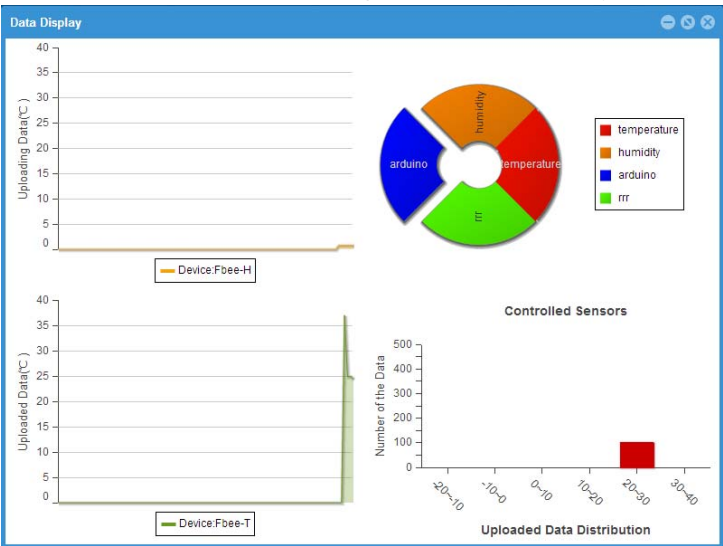 Data Display
40
35
30
25
20
15
10
5
0
Uploading Data(℃)
Device:Fbee-H
humidity
temperature
arduino
rrr
temperature
humidity
arduino
rrr
Controlled Sensors
40
35
30
25
20
15
10
5
0
Uploaded Data(℃)
Device:Fbee-T
500
400
300
200
100
0
Number of the Data
-20~-10
-10~0
0~10
10~20
20~30
30~40
Uploaded Data Distribution